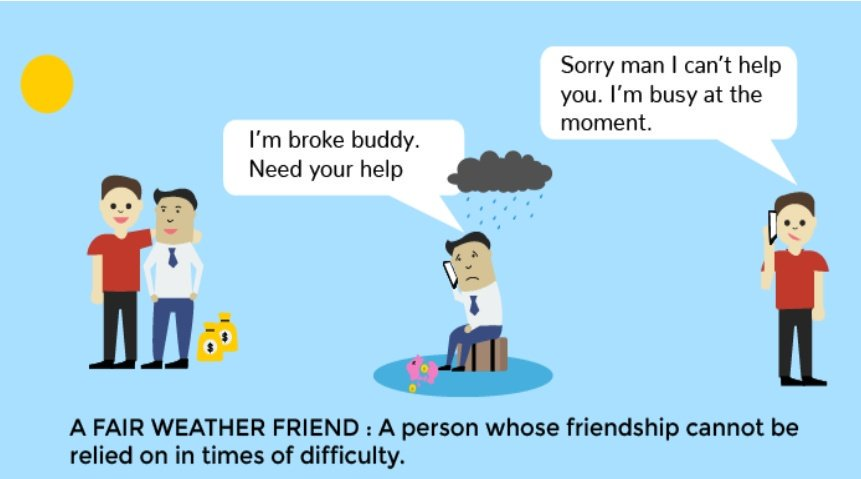 Sorry man I can't help
you. I'm busy at the
moment.
I'm broke buddy.
Need your help
$
$
A FAIR WEATHER FRIEND : A person whose friendship cannot be
relied on in times of difficulty.